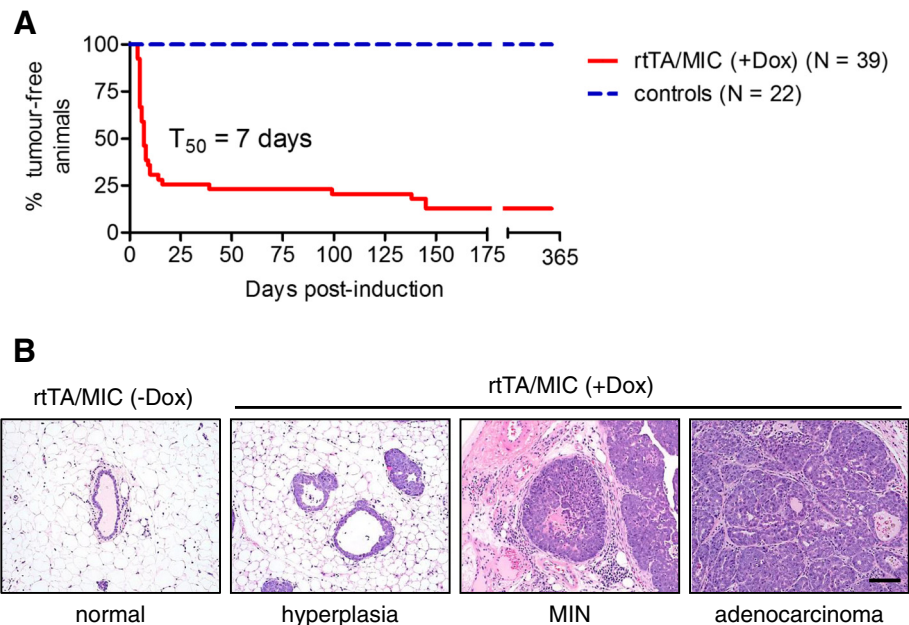 A
100
75
50
25
0
% tumour-free
animals
T50 = 7 days
0 25 50 75 100 125 150 175 365
Days post-induction
rtTA/MIC (+Dox) (N = 39)
controls (N = 22)
B
rtTA/MIC (-Dox)
rtTA/MIC (+Dox)
normal
hyperplasia
MIN
adenocarcinoma